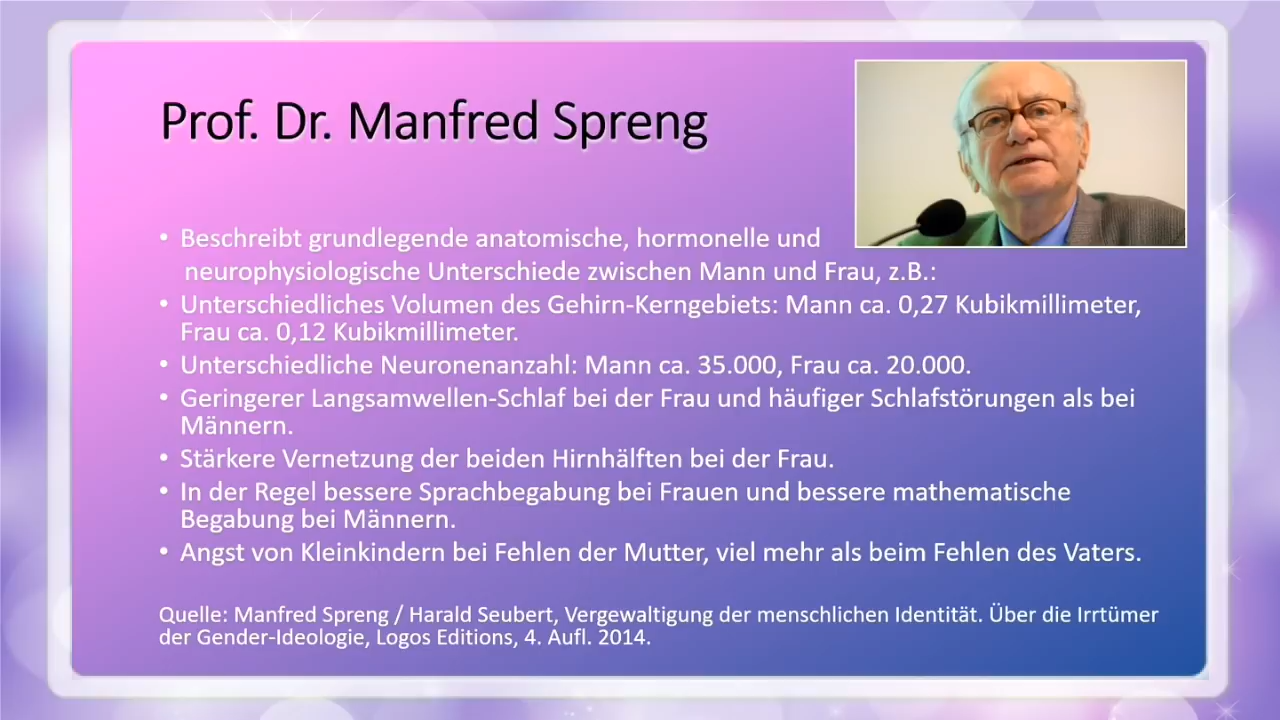 Prof. Dr. Manfred Spreng
• Beschreibt grundlegende anatomische, hormonelle und
neurophysiologische Unterschiede zwischen Mann und Frau, z.B.:
• Unterschiedliches Volumen des Gehirn-Kerngebiets: Mann ca. 0,27 Kubikmillimeter,
Frau ca. 0,12 Kubikmillimeter.
• Unterschiedliche Neuronenanzahl: Mann ca. 35.000, Frau ca. 20.000.
• Geringerer Langsamwellen-Schlaf bei der Frau und häufiger Schlafstörungen als bei
Männern.
• Stärkere Vernetzung der beiden Hirnhälften bei der Frau.
• In der Regel bessere Sprachbegabung bei Frauen und bessere mathematische
Begabung bei Männern.
• Angst von Kleinkindern bei Fehlen der Mutter, viel mehr als beim Fehlen des Vaters.
Quelle: Manfred Spreng / Harald Seubert, Vergewaltigung der menschlichen Identität. Über die Irrtümer
der Gender-Ideologie, Logos Editions, 4. Aufl. 2014.